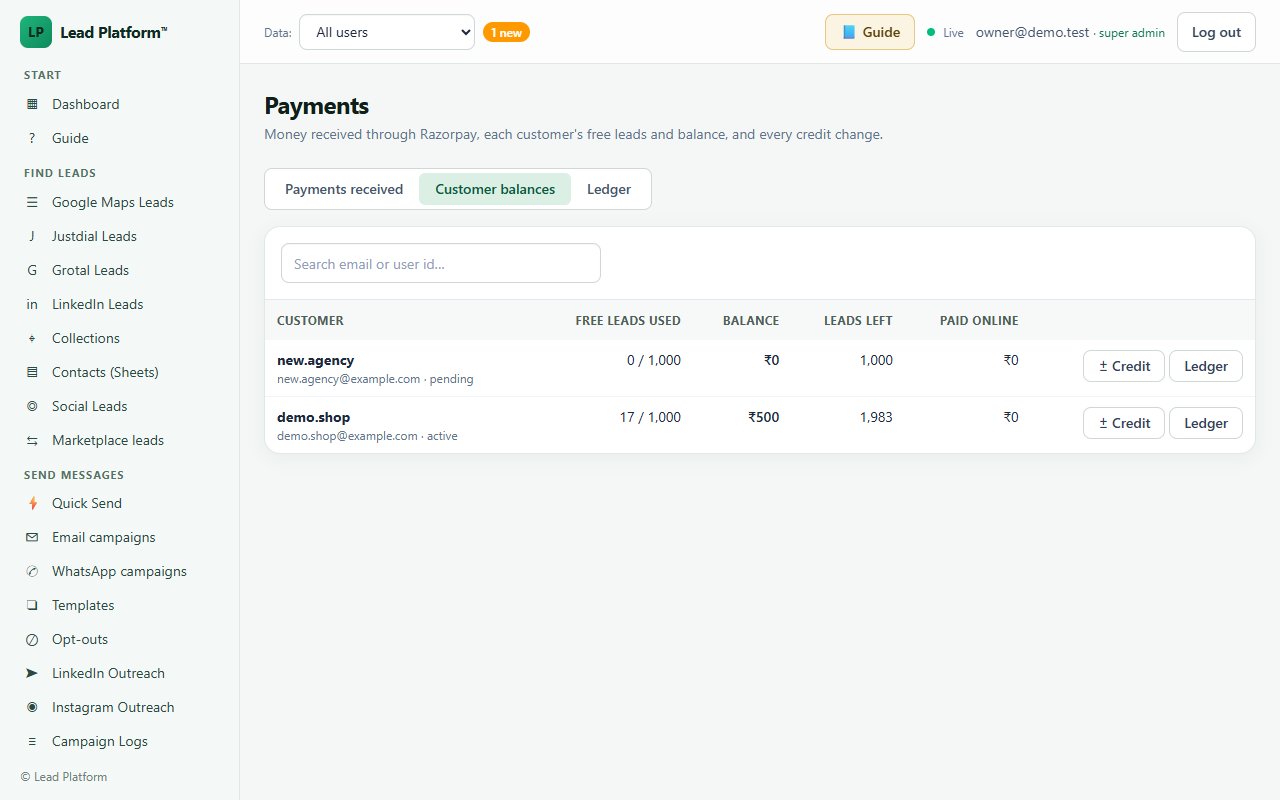 LP Lead Platform™
START
Dashboard
? Guide
FIND LEADS
Google Maps Leads
J Justdial Leads
G Grotal Leads
in LinkedIn Leads
Collections
Contacts (Sheets)
Social Leads
Marketplace leads
SEND MESSAGES
Quick Send
Email campaigns
WhatsApp campaigns
Templates
Opt-outs
LinkedIn Outreach
Instagram Outreach
Campaign Logs
© Lead Platform
Data: All users 1 new Guide Live owner@demo.test · super admin Log out
Payments
Money received through Razorpay, each customer's free leads and balance, and every credit change.
Payments received Customer balances Ledger
Search email or user id...
CUSTOMER FREE LEADS USED BALANCE LEADS LEFT PAID ONLINE
new.agency 0 / 1,000 ₹0 1,000 ₹0 ± Credit Ledger
new.agency@example.com · pending
demo.shop 17 / 1,000 ₹500 1,983 ₹0 ± Credit Ledger
demo.shop@example.com · active